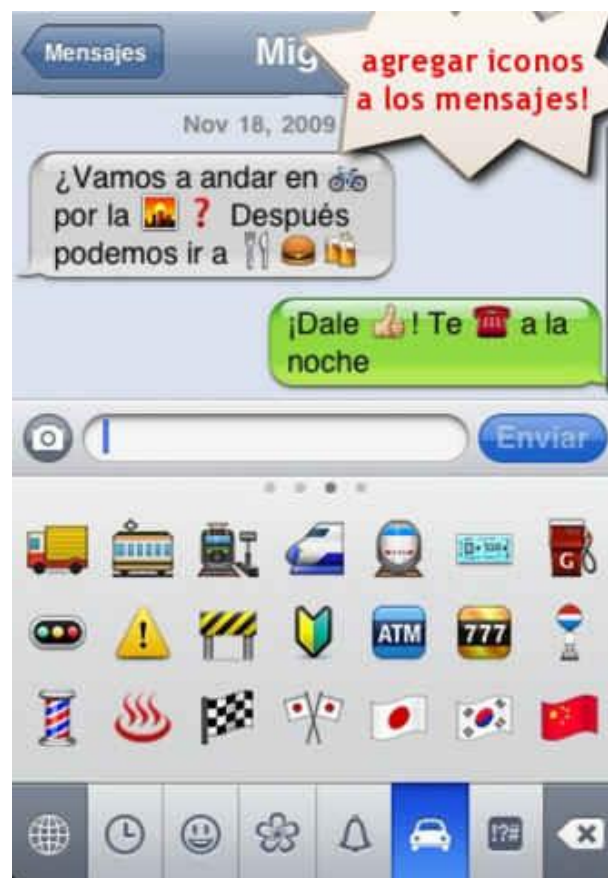 Mensajes
Mig
agregar iconos
a los mensajes!
Nov 18, 2009
¿Vamos a andar en 🚲
por la 🌇 ❓ Después
podemos ir a 🍴 🍔 🍻
¡Dale 👍! Te ☎️ a la
noche
Enviar
G
ATM
777
!?#